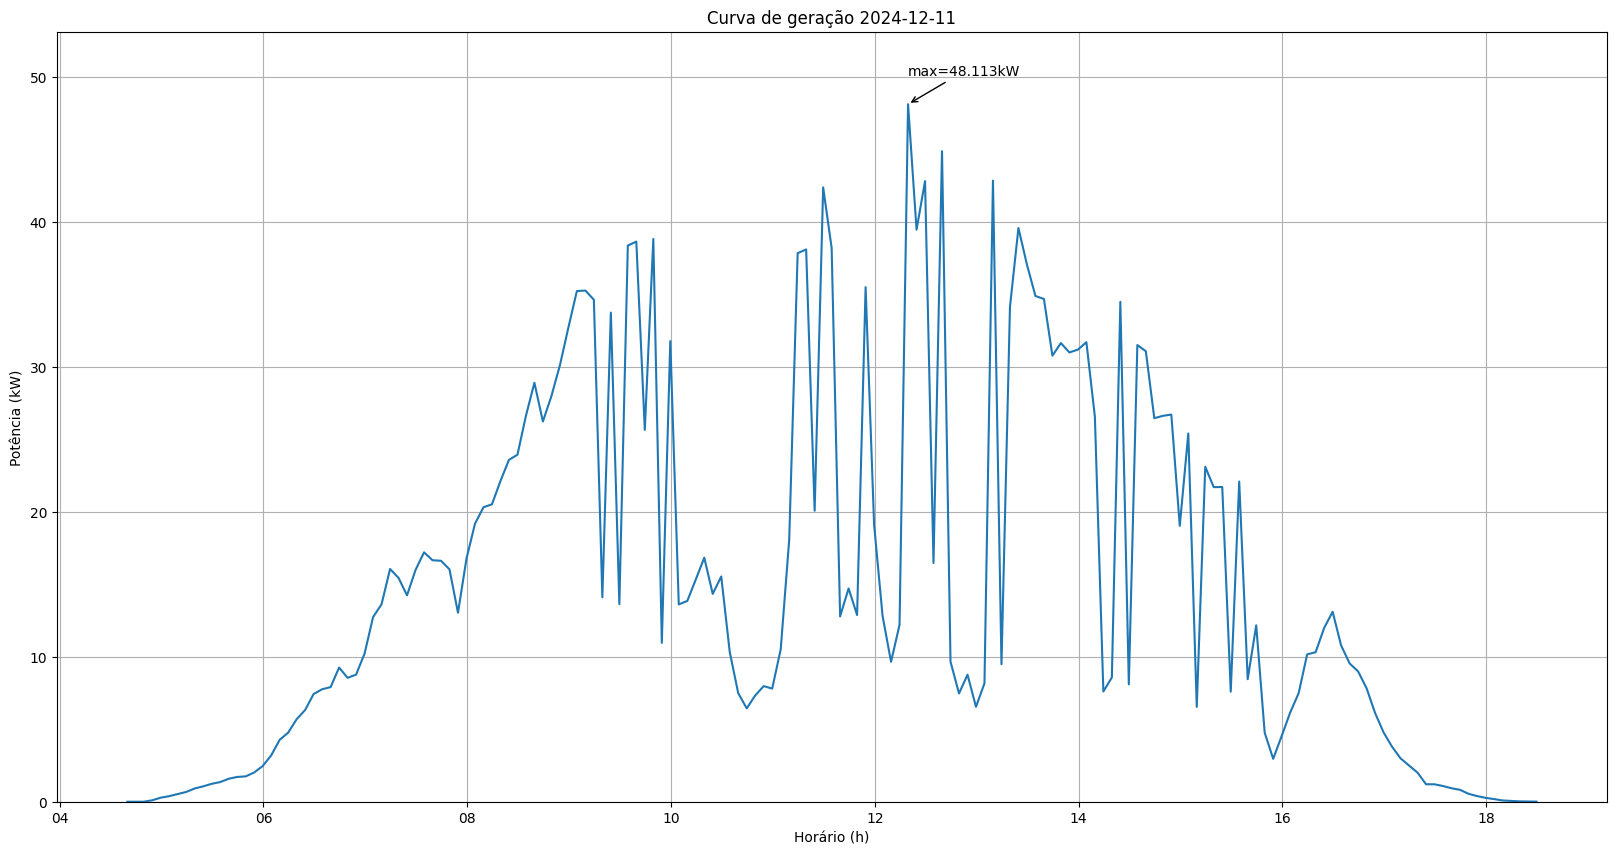 Curva de geração 2024-12-11
max=48.113kW
50
40
30
20
10
0
Potência (kW)
04 06 08 10 12 14 16 18
Horário (h)